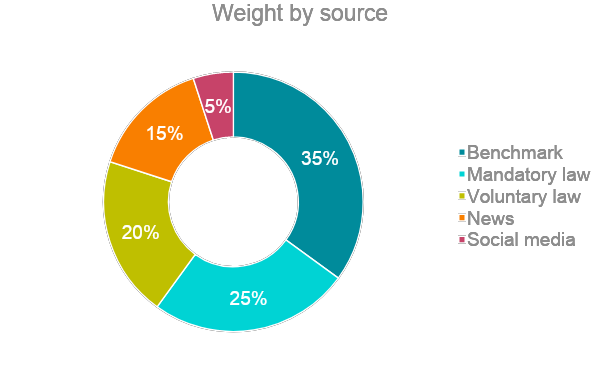 Weight by source
5%
15%
35%
20%
25%
Benchmark
Mandatory law
Voluntary law
News
Social media